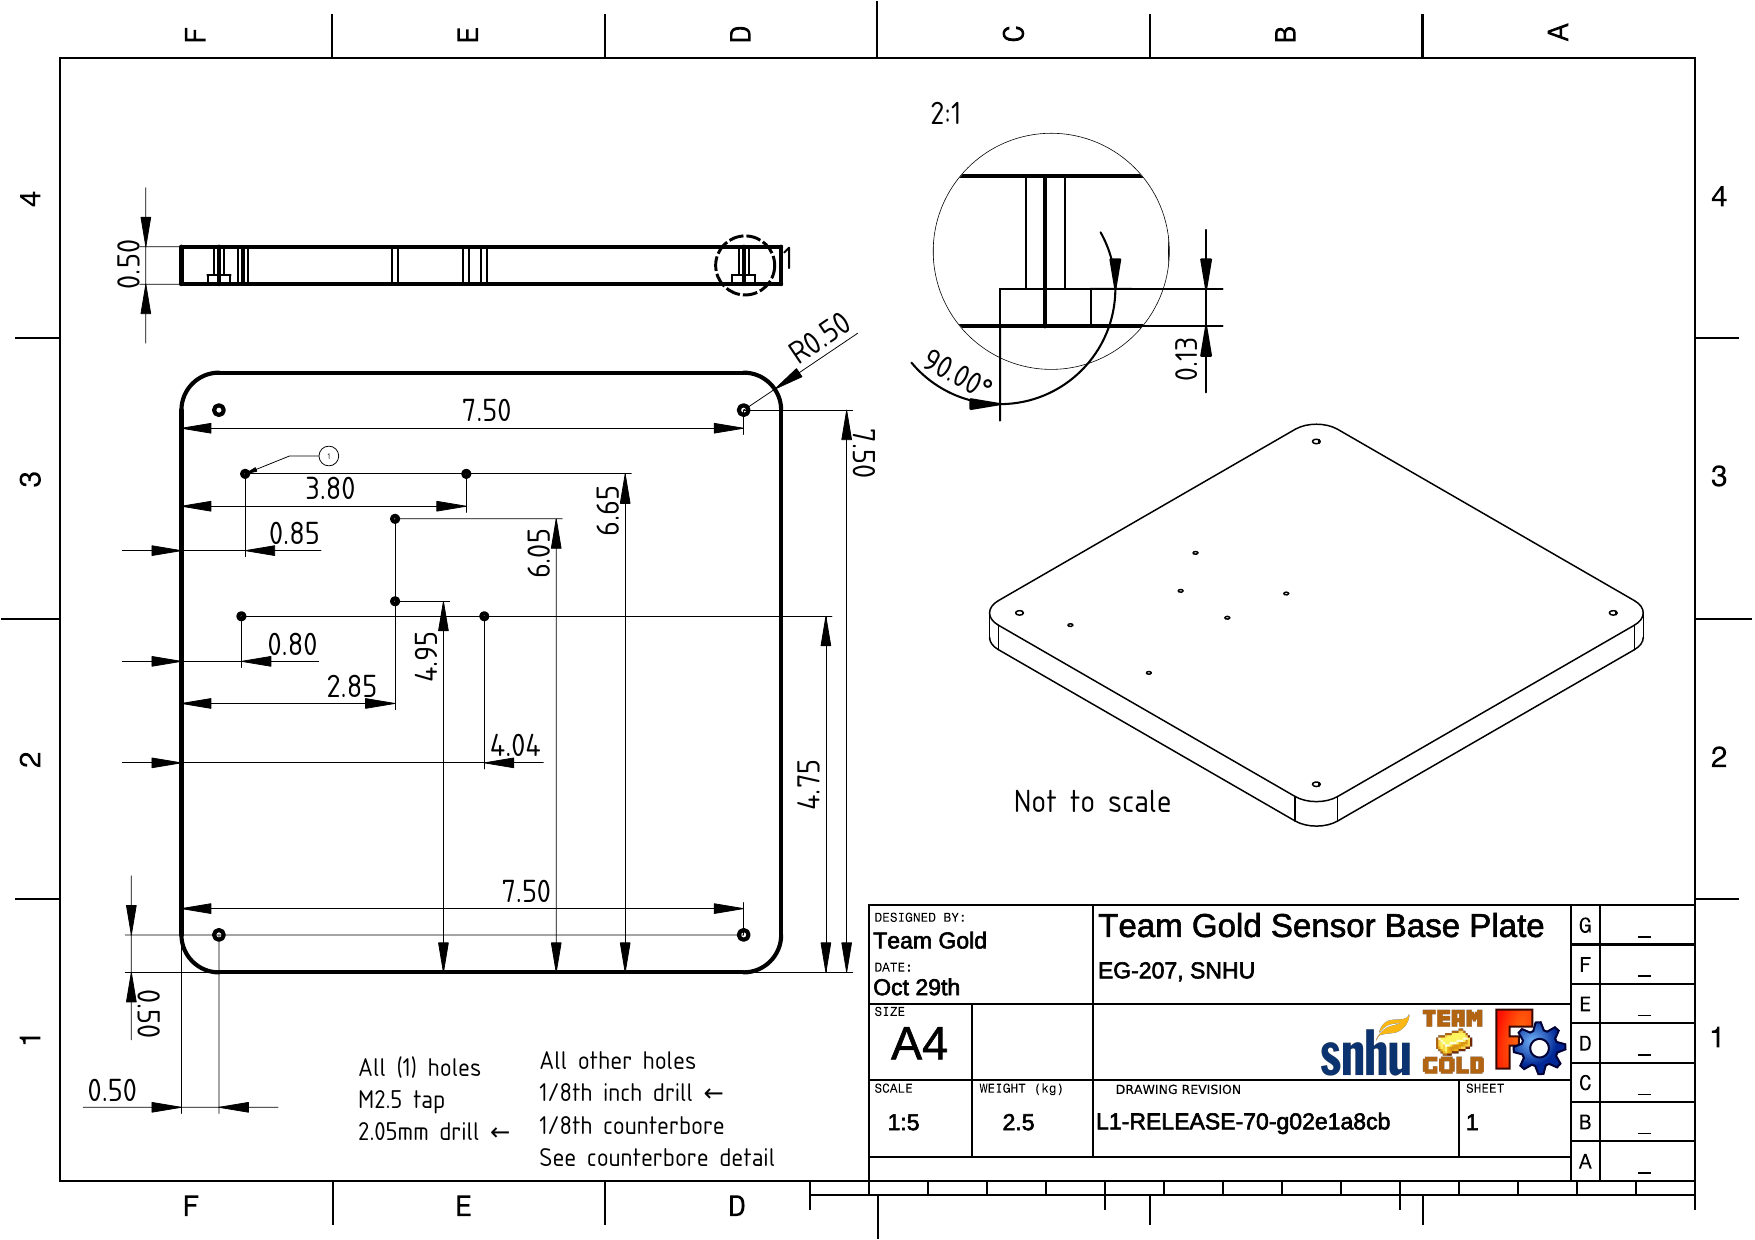 F E D C B A
4
3
2
1
4
3
2
1
2:1
0.50
1
0.13
90.00°
R0.50
7.50
7.50
1
3.80
6.65
0.85
6.05
0.80
4.95
2.85
4.04
4.75
7.50
0.50
0.50
Not to scale
All (1) holes
M2.5 tap
2.05mm drill ←
All other holes
1/8th inch drill ←
1/8th counterbore
See counterbore detail
DESIGNED BY:
Team Gold
DATE:
Oct 29th
SIZE
A4
SCALE
1:5
WEIGHT (kg)
2.5
Team Gold Sensor Base Plate
EG-207, SNHU
snhu
TEAM
GOLD
F
DRAWING REVISION
L1-RELEASE-70-g02e1a8cb
SHEET
1
G _
F _
E _
D _
C _
B _
A _
F E D